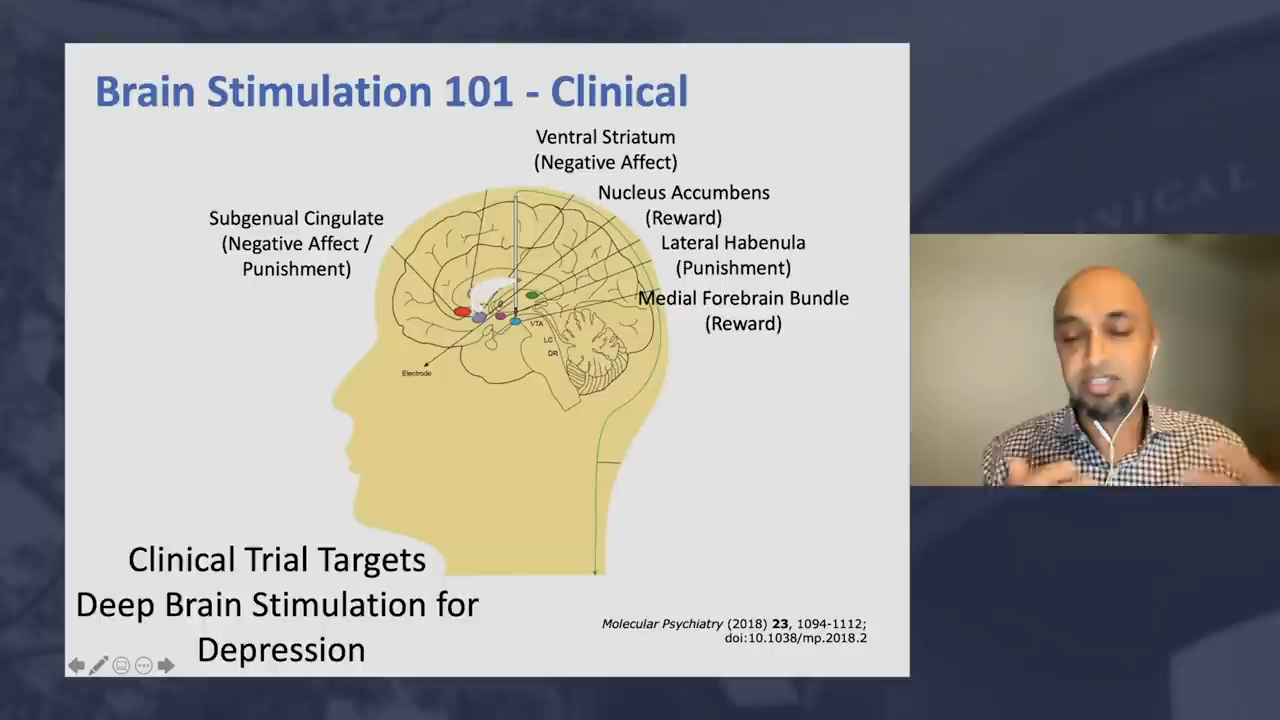 Brain Stimulation 101 - Clinical
Ventral Striatum
(Negative Affect)
Nucleus Accumbens
(Reward)
Subgenual Cingulate
(Negative Affect /
Punishment)
Lateral Habenula
(Punishment)
Medial Forebrain Bundle
(Reward)
VTA
LC
DR
Electrode
Clinical Trial Targets
Deep Brain Stimulation for
Depression
Molecular Psychiatry (2018) 23, 1094-1112;
doi:10.1038/mp.2018.2
NICAL